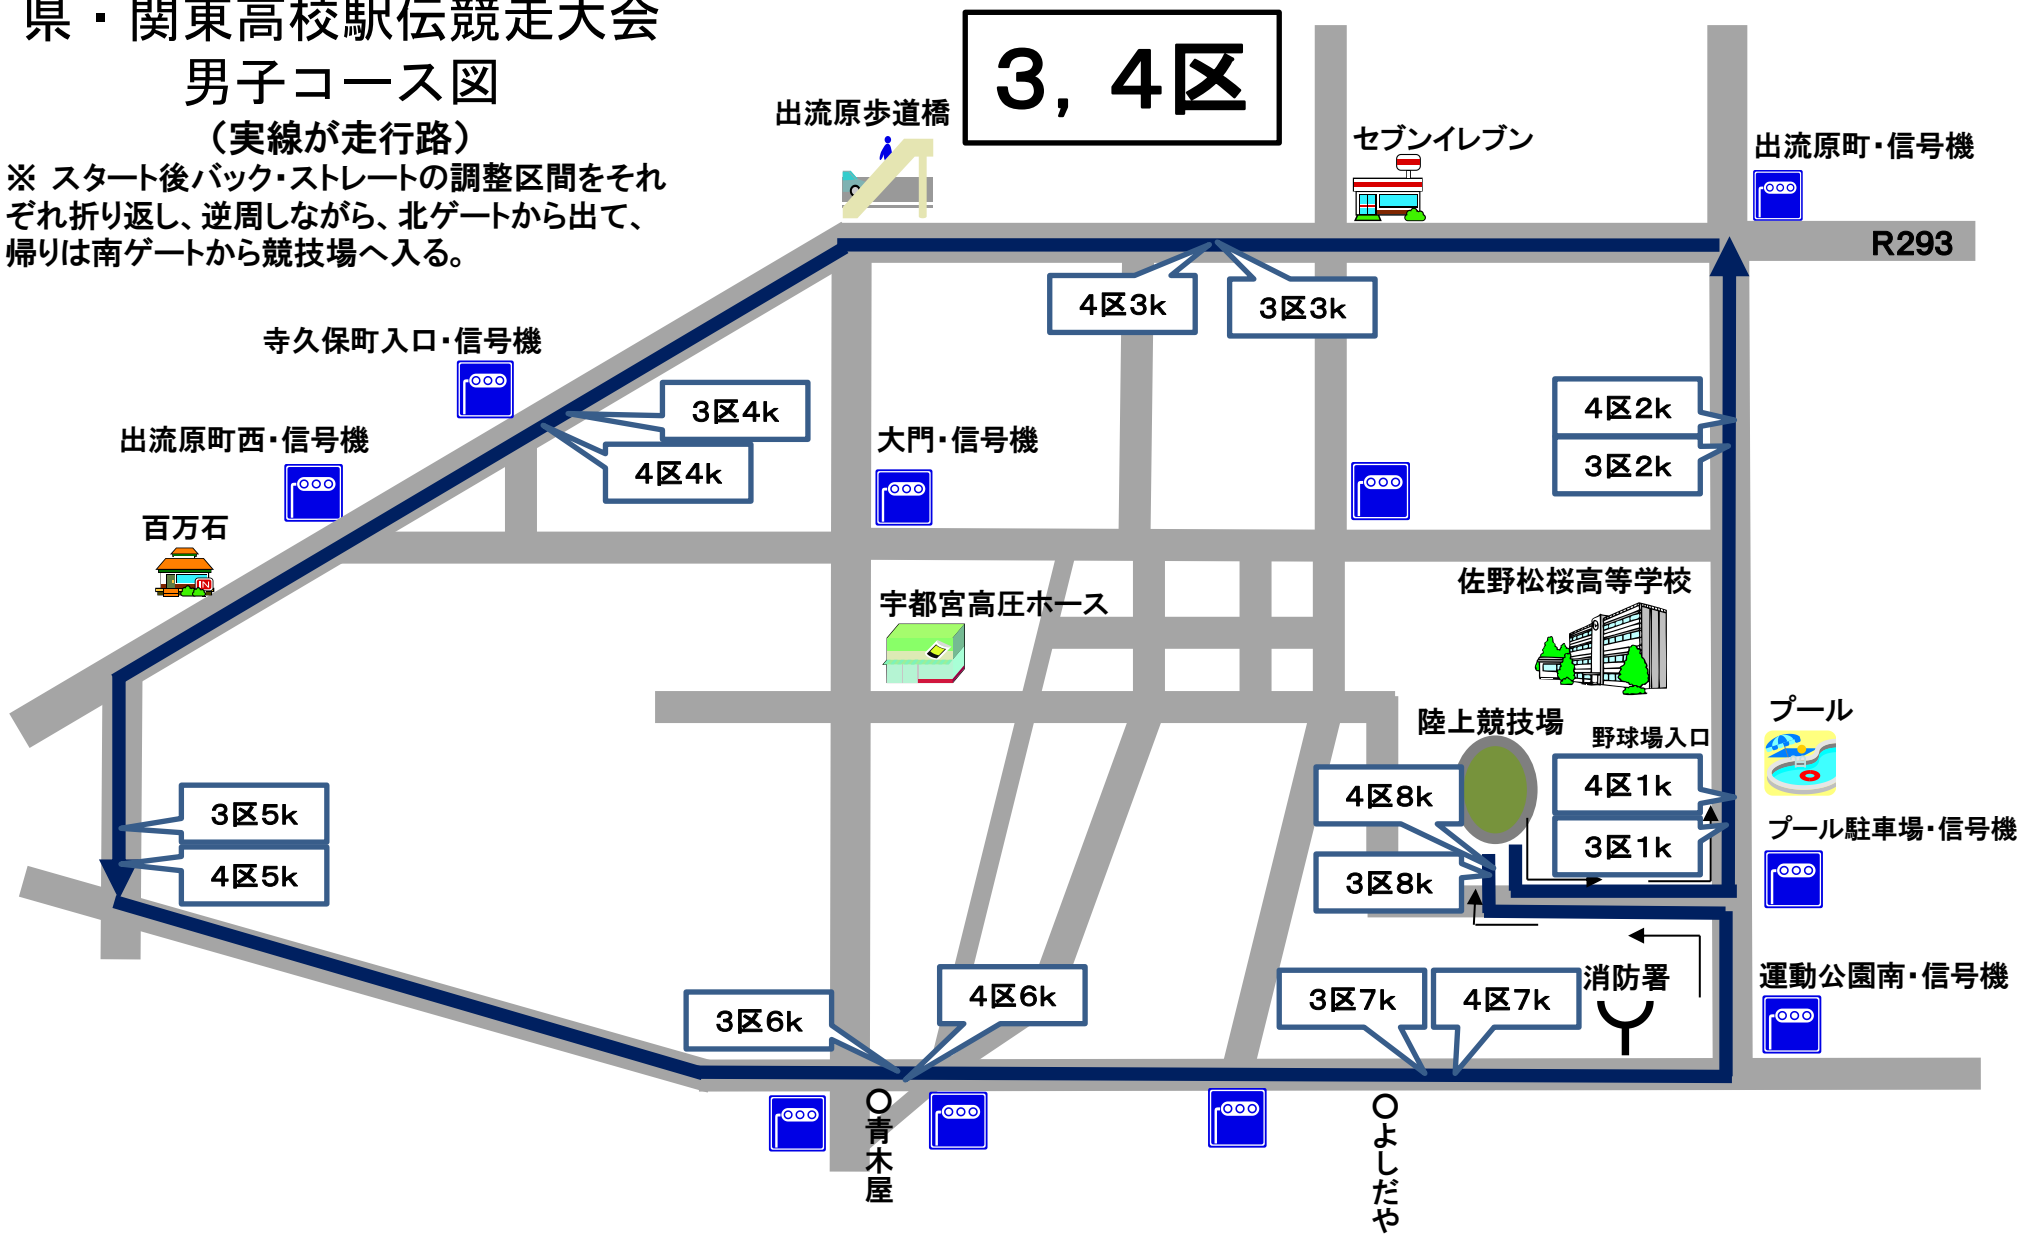 県・関東高校駅伝競走大会
男子コース図
（実線が走行路）
※ スタート後バック・ストレートの調整区間をそれ
ぞれ折り返し、逆周しながら、北ゲートから出て、
帰りは南ゲートから競技場へ入る。
3，4区
出流原歩道橋
セブンイレブン
出流原町・信号機
R293
4区3k
3区3k
寺久保町入口・信号機
3区4k
4区4k
出流原町西・信号機
大門・信号機
4区2k
3区2k
百万石
宇都宮高圧ホース
佐野松桜高等学校
陸上競技場
野球場入口
プール
4区1k
3区1k
プール駐車場・信号機
4区8k
3区8k
3区5k
4区5k
3区6k
4区6k
3区7k
4区7k
消防署
運動公園南・信号機
○青木屋
○よしだや